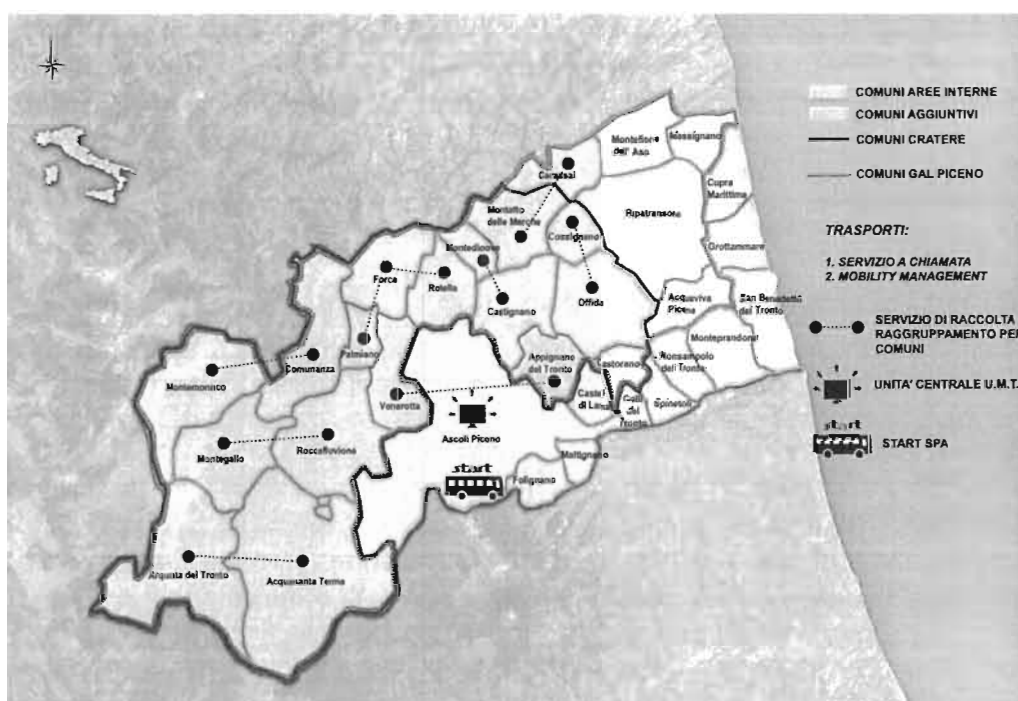 COMUNI AREE INTERNE
COMUNI AGGIUNTIVI
COMUNI CRATERE
COMUNI GAL PICENO
TRASPORTI:
1. SERVIZIO A CHIAMATA
2. MOBILITY MANAGEMENT
SERVIZIO DI RACCOLTA
RAGGRUPPAMENTO PER
COMUNI
UNITA' CENTRALE U.M.T.
start
START SPA
Montefiore
dell' Aso
Massignano
Carassai
Cupra
Marittima
Montalto
delle Marche
Ripatransone
Cossignano
Montedinove
Grottammare
Force
Rotella
Castignano
Offida
Acquaviva
Picena
San Benedetto
del Tronto
Palmiano
Comunanza
Monteprandone
Appignano
del Tronto
Castorano
Monsampolo
del Tronto
Montemonaco
Venarotta
Castel
di Lama
Colli
del
Tronto
Spinetoli
Ascoli Piceno
Montegallo
Roccafluvione
Maltignano
start
Folignano
Arquata del Tronto
Acquasanta Terme